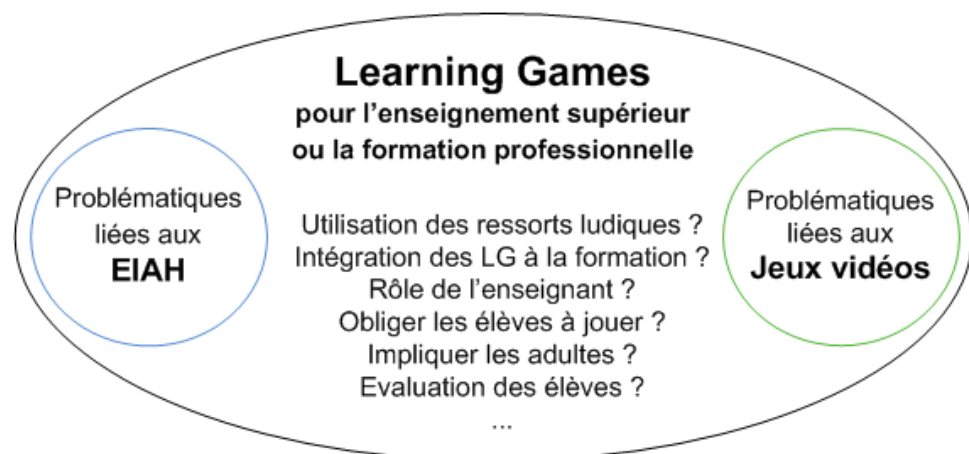 Learning Games
pour l'enseignement supérieur
ou la formation professionnelle
Problématiques
liées aux
EIAH
Utilisation des ressorts ludiques ?
Intégration des LG à la formation ?
Rôle de l'enseignant ?
Obliger les élèves à jouer ?
Impliquer les adultes ?
Evaluation des élèves ?
...
Problématiques
liées aux
Jeux vidéos